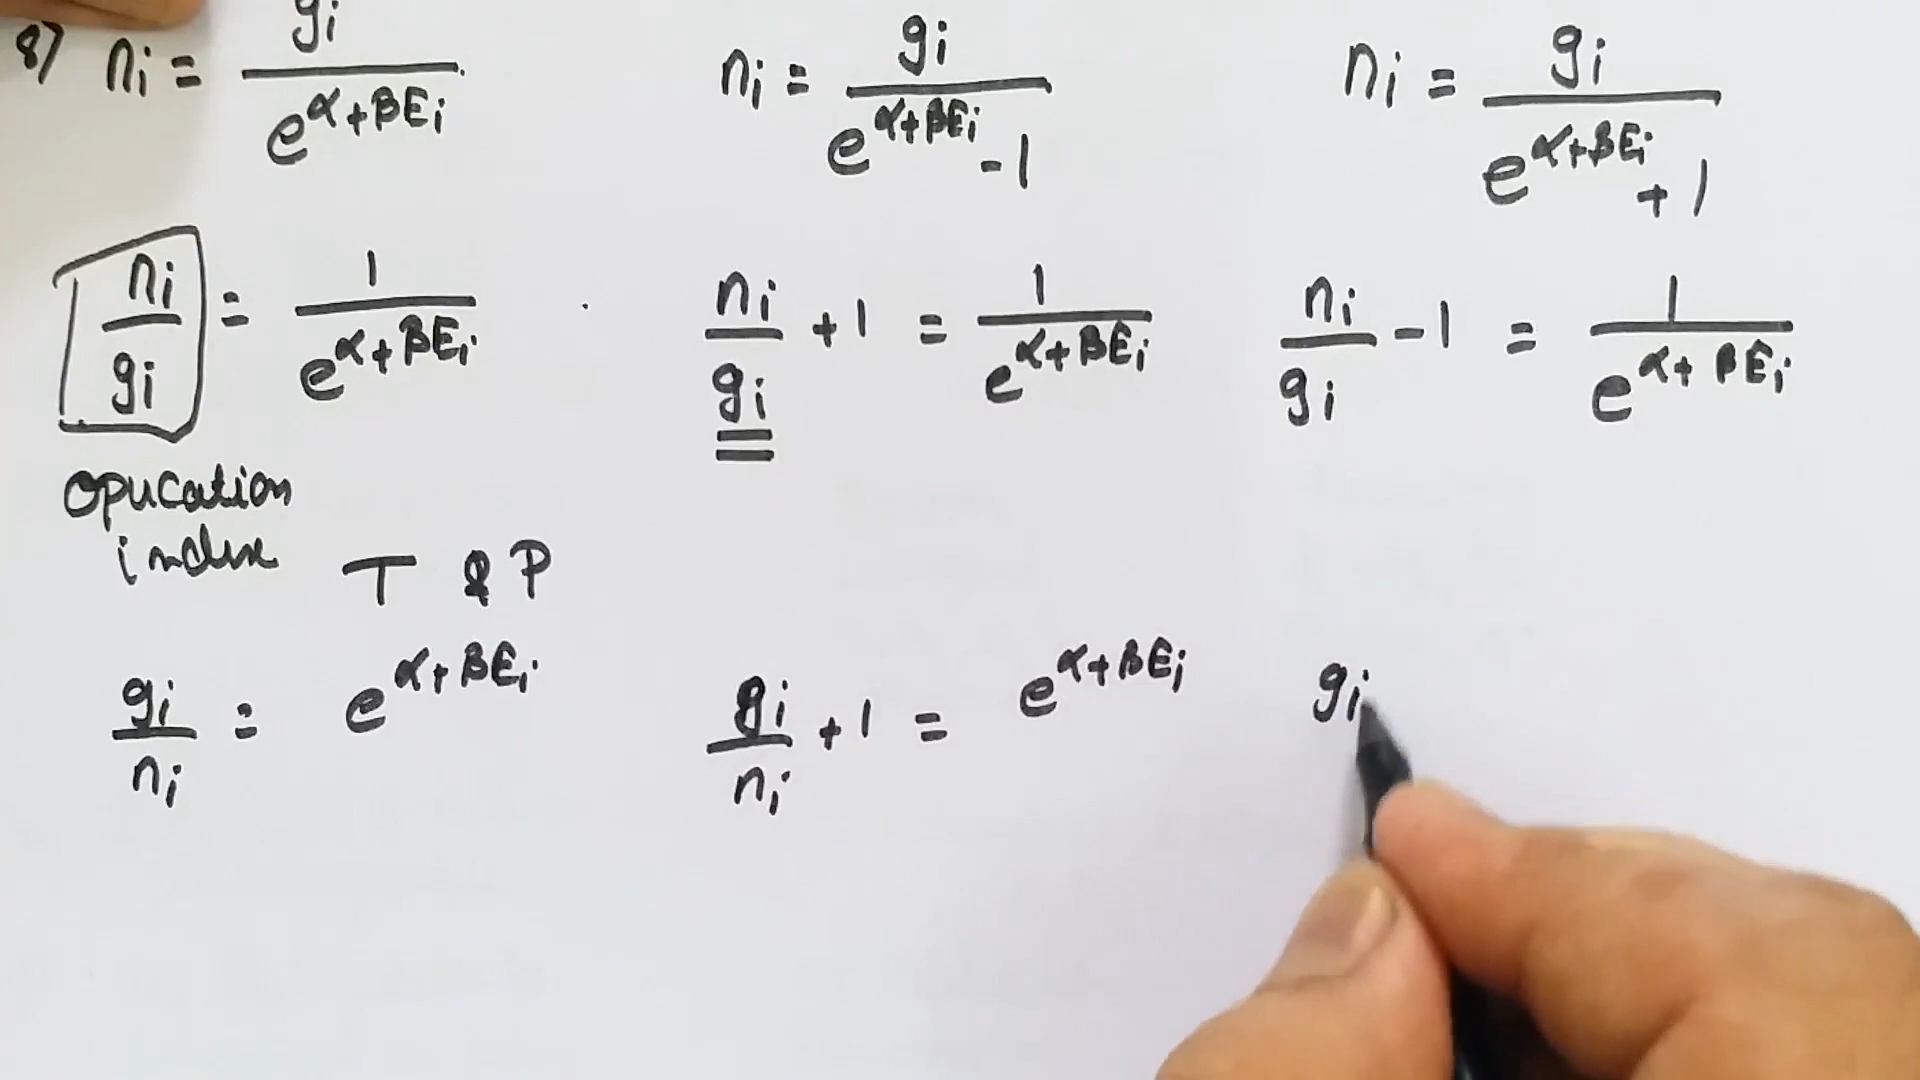 8) nᵢ = gᵢ / e^(α+βEᵢ)    nᵢ = gᵢ / (e^(α+βEᵢ) - 1)    nᵢ = gᵢ / (e^(α+βEᵢ) + 1)
nᵢ/gᵢ = 1 / e^(α+βEᵢ)    nᵢ/gᵢ + 1 = 1 / e^(α+βEᵢ)    nᵢ/gᵢ - 1 = 1 / e^(α+βEᵢ)
opucation
index
T & P
gᵢ/nᵢ = e^(α+βEᵢ)    gᵢ/nᵢ + 1 = e^(α+βEᵢ)    gᵢ